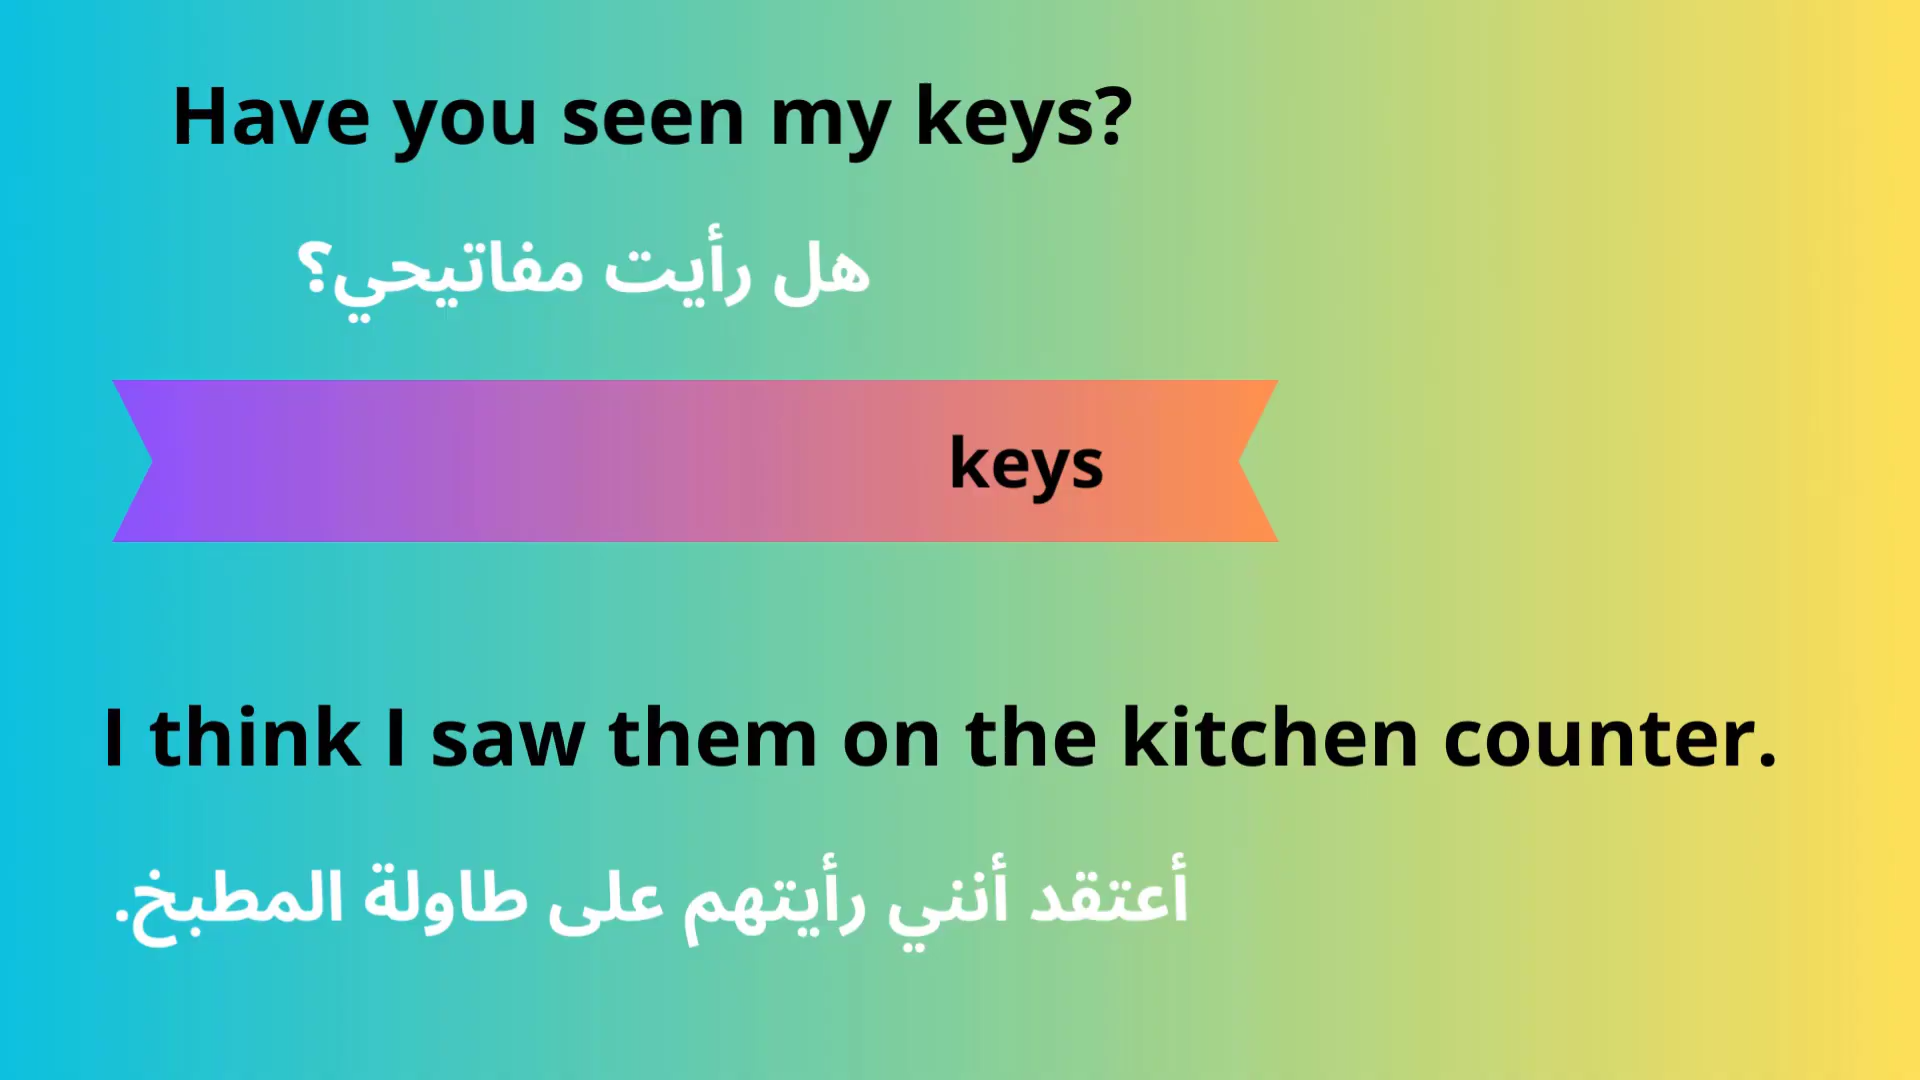 Have you seen my keys?
هل رأيت مفاتيحي؟
keys
I think I saw them on the kitchen counter.
أعتقد أنني رأيتهم على طاولة المطبخ.